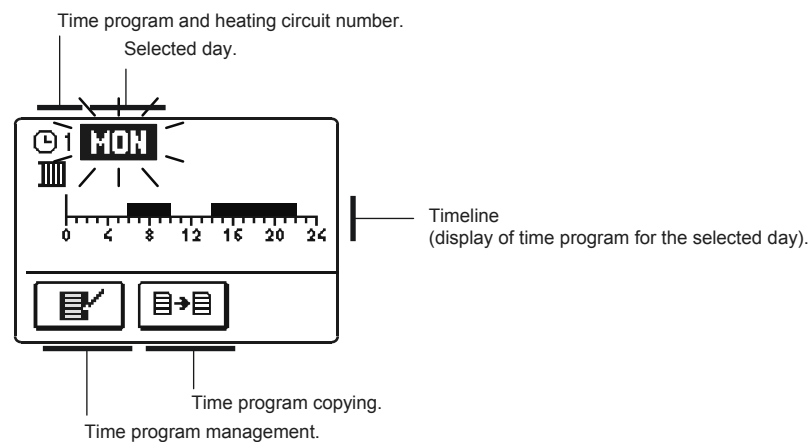 Time program and heating circuit number.
Selected day.
1 MON
0 4 8 12 16 20 24
Timeline
(display of time program for the selected day).
Time program copying.
Time program management.